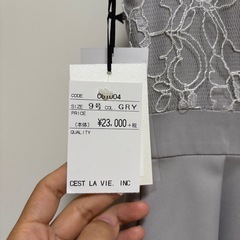 CODE
SIZE 9号 COL. GRY
PRICE
(本体) ¥23,000 +税
QUALITY
CEST LA VIE. INC